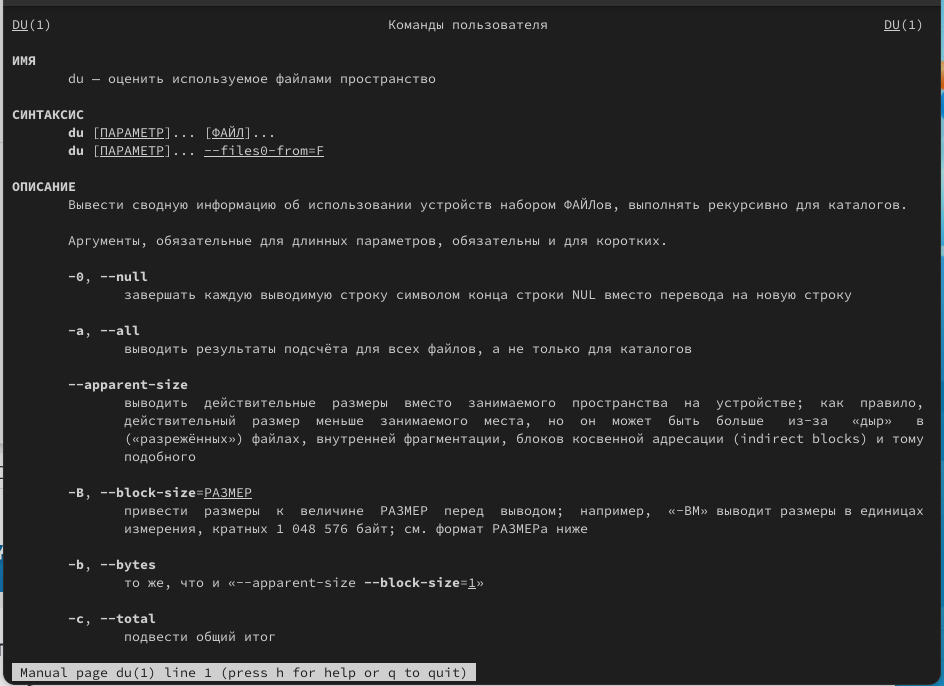 DU(1) Команды пользователя DU(1)
ИМЯ
du — оценить используемое файлами пространство
СИНТАКСИС
du [ПАРАМЕТР]... [ФАЙЛ]...
du [ПАРАМЕТР]... --files0-from=F
ОПИСАНИЕ
Вывести сводную информацию об использовании устройств набором ФАЙЛов, выполнять рекурсивно для каталогов.
Аргументы, обязательные для длинных параметров, обязательны и для коротких.
-0, --null
завершать каждую выводимую строку символом конца строки NUL вместо перевода на новую строку
-a, --all
выводить результаты подсчёта для всех файлов, а не только для каталогов
--apparent-size
выводить действительные размеры вместо занимаемого пространства на устройстве; как правило,
действительный размер меньше занимаемого места, но он может быть больше из-за «дыр» в
(«разрежённых») файлах, внутренней фрагментации, блоков косвенной адресации (indirect blocks) и тому
подобного
-B, --block-size=РАЗМЕР
привести размеры к величине РАЗМЕР перед выводом; например, «-BM» выводит размеры в единицах
измерения, кратных 1 048 576 байт; см. формат РАЗМЕРа ниже
-b, --bytes
то же, что и «--apparent-size --block-size=1»
-c, --total
подвести общий итог
Manual page du(1) line 1 (press h for help or q to quit)